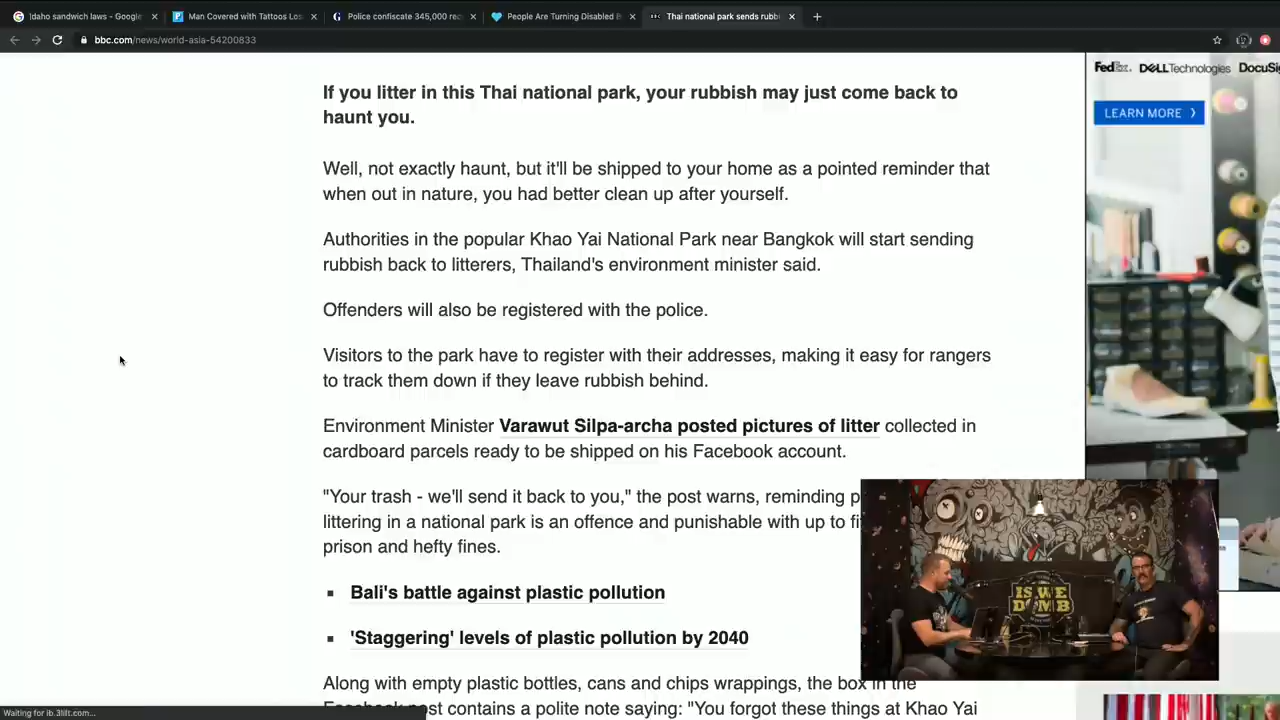 Idaho sandwich laws - Google
Man Covered with Tattoos Los
Police confiscate 345,000 rec
People Are Turning Disabled B
Thai national park sends rubbi
bbc.com/news/world-asia-54200833
FedEx. DELL Technologies DocuSig
LEARN MORE
If you litter in this Thai national park, your rubbish may just come back to
haunt you.
Well, not exactly haunt, but it'll be shipped to your home as a pointed reminder that
when out in nature, you had better clean up after yourself.
Authorities in the popular Khao Yai National Park near Bangkok will start sending
rubbish back to litterers, Thailand's environment minister said.
Offenders will also be registered with the police.
Visitors to the park have to register with their addresses, making it easy for rangers
to track them down if they leave rubbish behind.
Environment Minister Varawut Silpa-archa posted pictures of litter collected in
cardboard parcels ready to be shipped on his Facebook account.
"Your trash - we'll send it back to you," the post warns, reminding p
littering in a national park is an offence and punishable with up to fi
prison and hefty fines.
Bali's battle against plastic pollution
'Staggering' levels of plastic pollution by 2040
Along with empty plastic bottles, cans and chips wrappings, the box in the
Facebook post contains a polite note saying: "You forgot these things at Khao Yai
Waiting for ib.3lift.com...
IS WE
DUMB